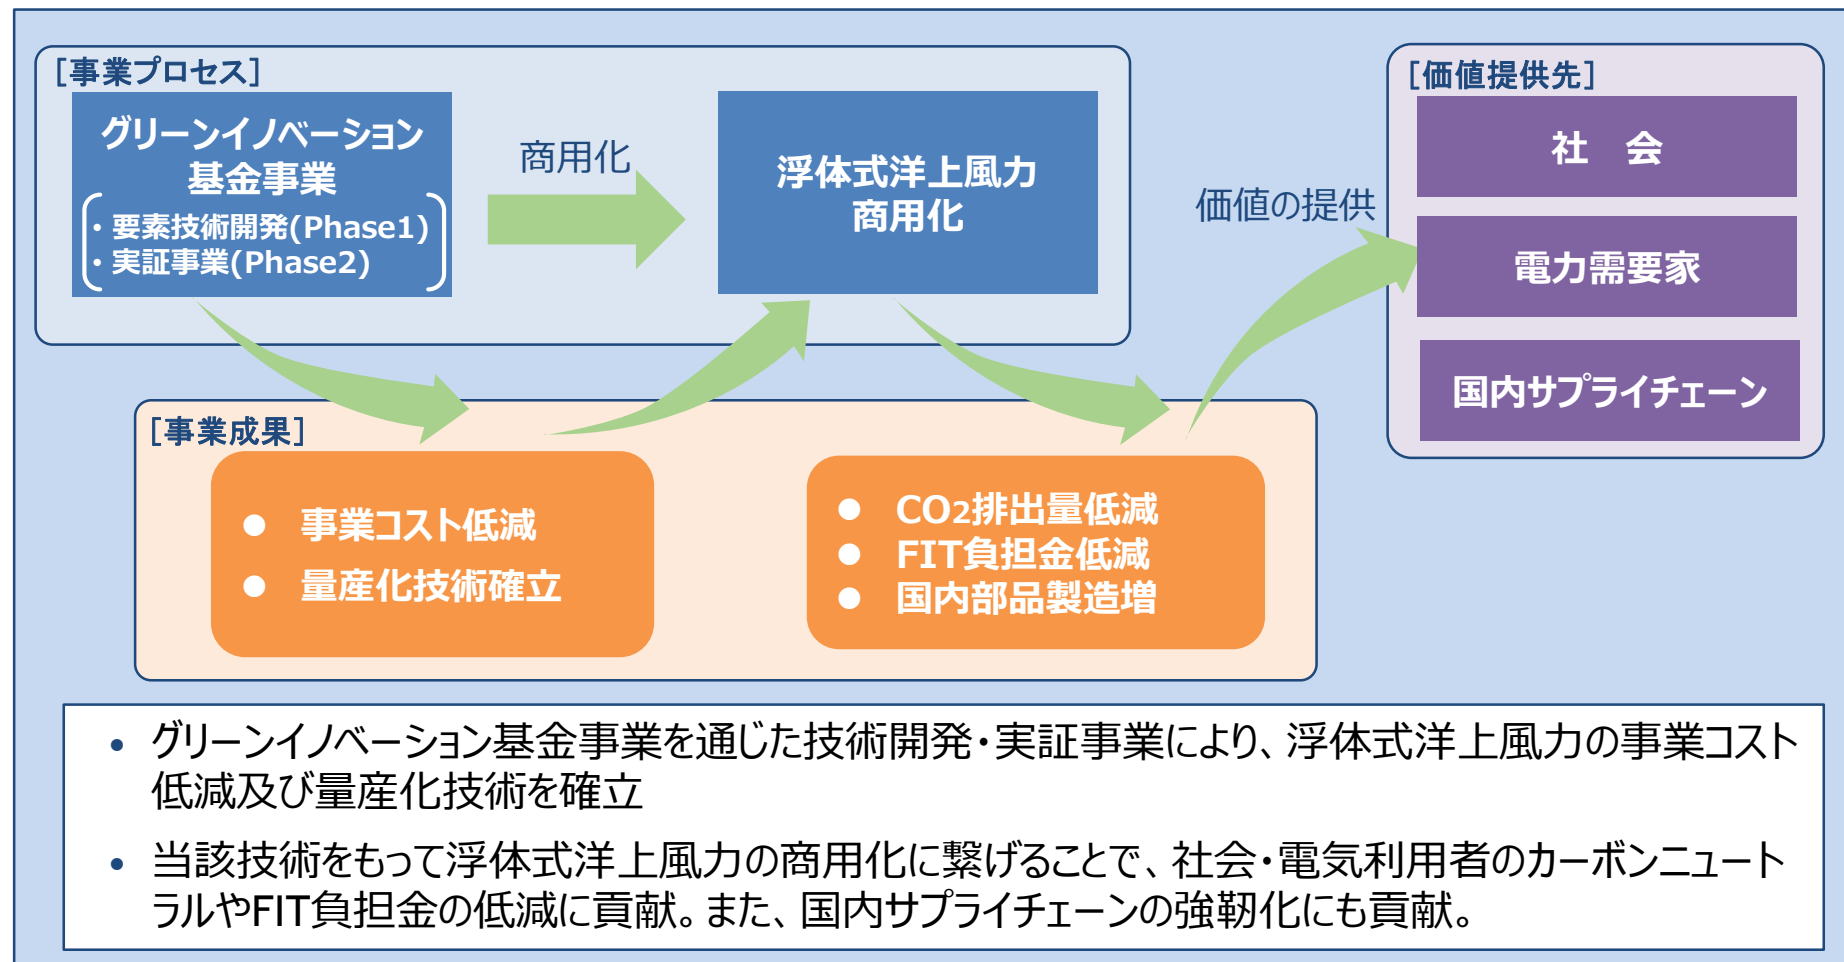 [事業プロセス]
グリーンイノベーション
基金事業
・要素技術開発(Phase1)
・実証事業(Phase2)
商用化
浮体式洋上風力
商用化
価値の提供
[価値提供先]
社　会
電力需要家
国内サプライチェーン
[事業成果]
● 事業コスト低減
● 量産化技術確立
● CO2排出量低減
● FIT負担金低減
● 国内部品製造増
• グリーンイノベーション基金事業を通じた技術開発・実証事業により、浮体式洋上風力の事業コスト
低減及び量産化技術を確立
• 当該技術をもって浮体式洋上風力の商用化に繋げることで、社会・電気利用者のカーボンニュート
ラルやFIT負担金の低減に貢献。また、国内サプライチェーンの強靭化にも貢献。